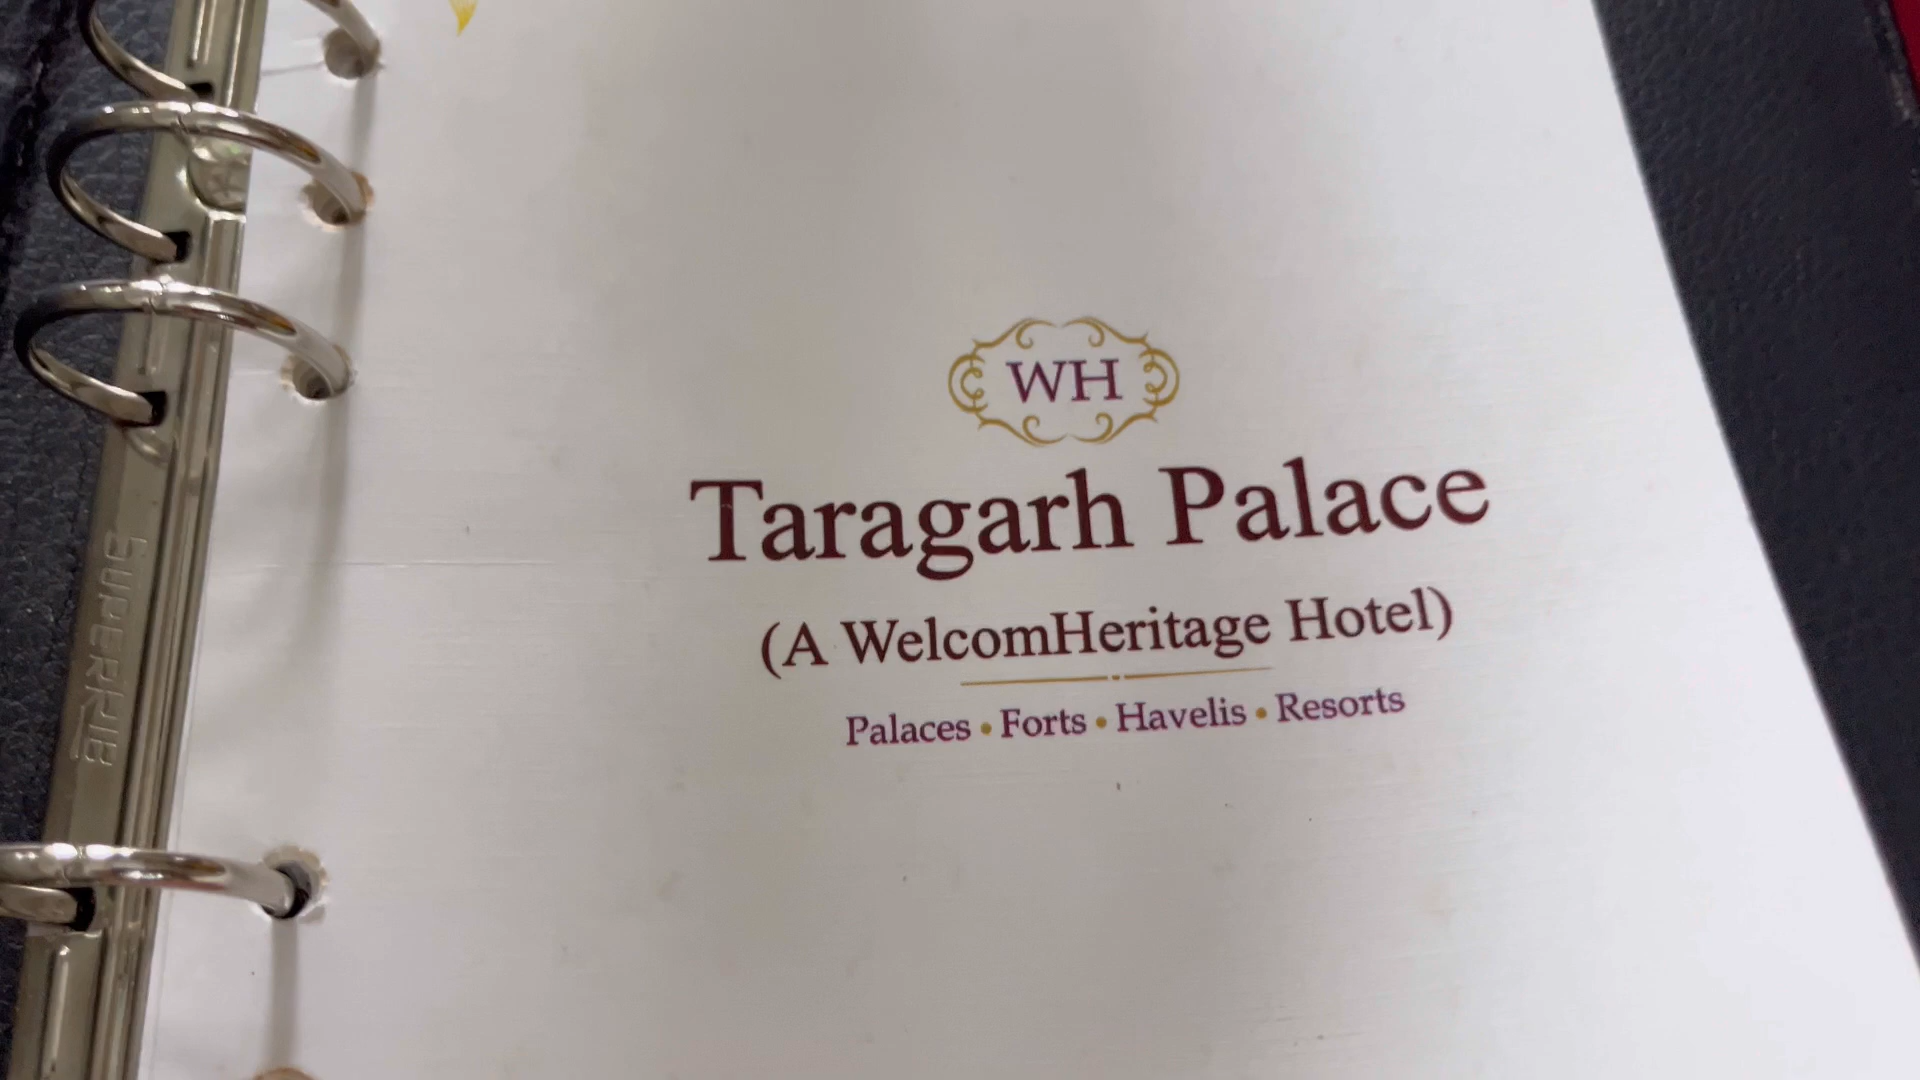 WH
Taragarh Palace
(A WelcomHeritage Hotel)
Palaces • Forts • Havelis • Resorts